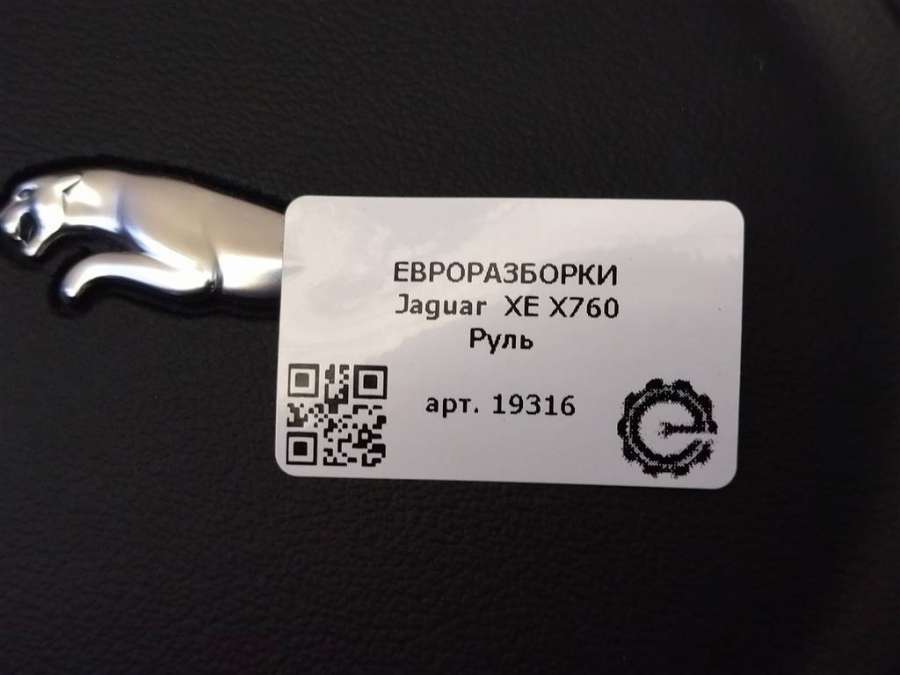 ЕВРОРАЗБОРКИ
Jaguar XE X760
Руль
арт. 19316